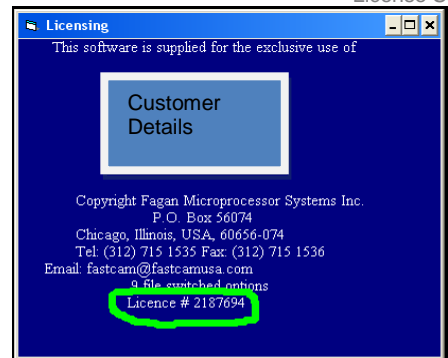 Licensing
This software is supplied for the exclusive use of
Customer
Details
Copyright Fagan Microprocessor Systems Inc.
P.O. Box 56074
Chicago, Illinois, USA, 60656-074
Tel: (312) 715 1535 Fax: (312) 715 1536
Email: fastcam@fastcamusa.com
9 file switched options
Licence # 2187694